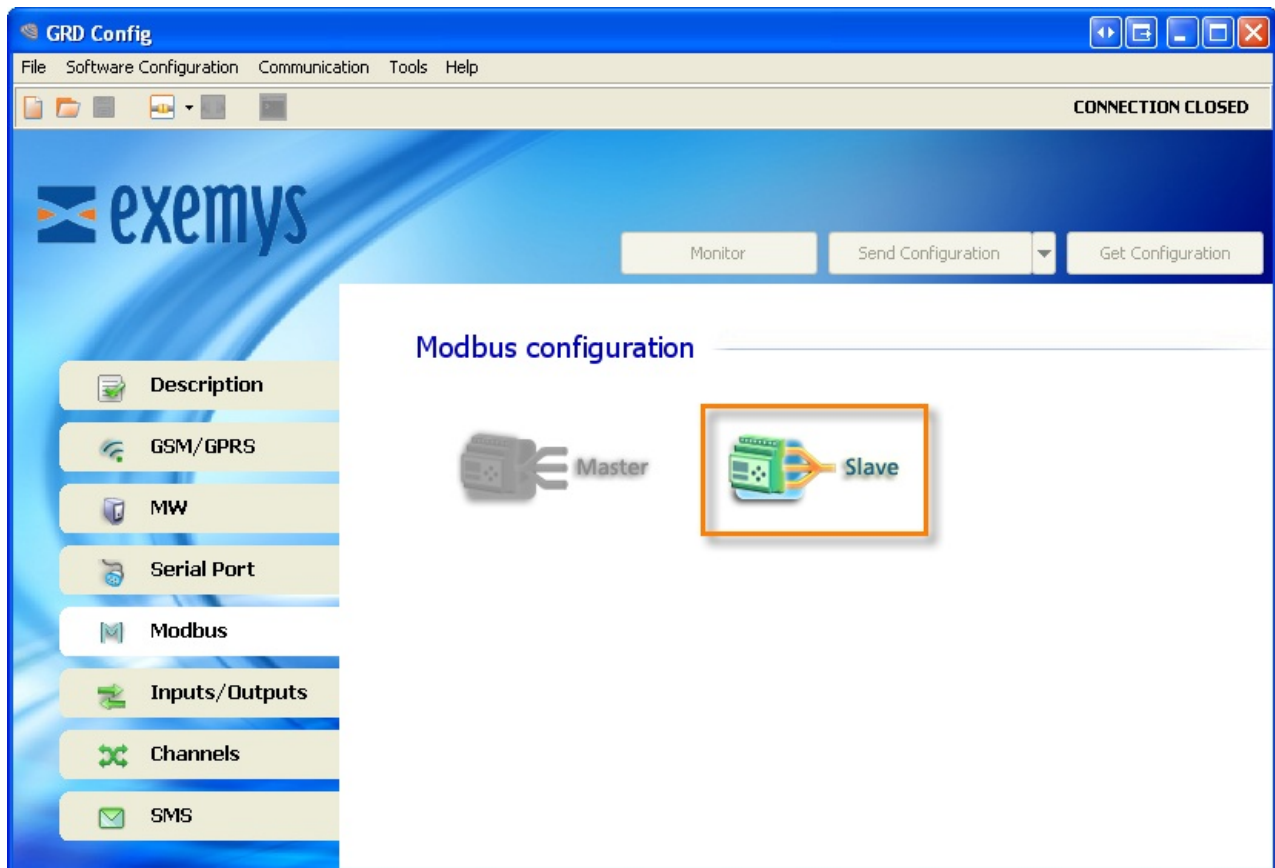 GRD Config
File Software Configuration Communication Tools Help
CONNECTION CLOSED
exemys
Monitor Send Configuration Get Configuration
Modbus configuration
Description
GSM/GPRS
Master Slave
MW
Serial Port
Modbus
Inputs/Outputs
Channels
SMS